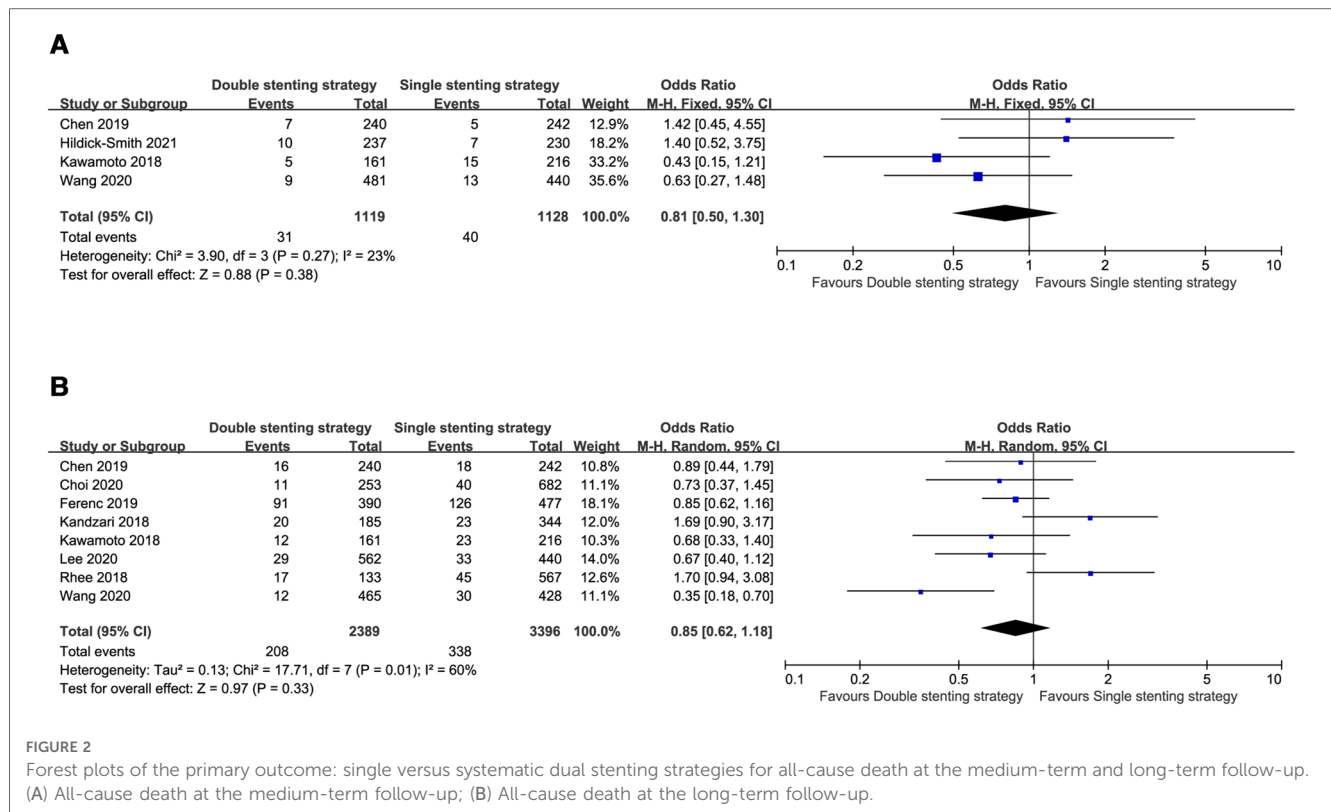 A
Double stenting strategy Single stenting strategy Odds Ratio Odds Ratio
Study or Subgroup Events Total Events Total Weight M-H, Fixed, 95% CI M-H, Fixed, 95% CI
Chen 2019 7 240 5 242 12.9% 1.42 [0.45, 4.55]
Hildick-Smith 2021 10 237 7 230 18.2% 1.40 [0.52, 3.75]
Kawamoto 2018 5 161 15 216 33.2% 0.43 [0.15, 1.21]
Wang 2020 9 481 13 440 35.6% 0.63 [0.27, 1.48]
Total (95% CI) 1119 1128 100.0% 0.81 [0.50, 1.30]
Total events 31 40
Heterogeneity: Chi² = 3.90, df = 3 (P = 0.27); I² = 23%
Test for overall effect: Z = 0.88 (P = 0.38)
0.1 0.2 0.5 1 2 5 10
Favours Double stenting strategy Favours Single stenting strategy
B
Double stenting strategy Single stenting strategy Odds Ratio Odds Ratio
Study or Subgroup Events Total Events Total Weight M-H, Random, 95% CI M-H, Random, 95% CI
Chen 2019 16 240 18 242 10.8% 0.89 [0.44, 1.79]
Choi 2020 11 253 40 682 11.1% 0.73 [0.37, 1.45]
Ferenc 2019 91 390 126 477 18.1% 0.85 [0.62, 1.16]
Kandzari 2018 20 185 23 344 12.0% 1.69 [0.90, 3.17]
Kawamoto 2018 12 161 23 216 10.3% 0.68 [0.33, 1.40]
Lee 2020 29 562 33 440 14.0% 0.67 [0.40, 1.12]
Rhee 2018 17 133 45 567 12.6% 1.70 [0.94, 3.08]
Wang 2020 12 465 30 428 11.1% 0.35 [0.18, 0.70]
Total (95% CI) 2389 3396 100.0% 0.85 [0.62, 1.18]
Total events 208 338
Heterogeneity: Tau² = 0.13; Chi² = 17.71, df = 7 (P = 0.01); I² = 60%
Test for overall effect: Z = 0.97 (P = 0.33)
0.1 0.2 0.5 1 2 5 10
Favours Double stenting strategy Favours Single stenting strategy
FIGURE 2
Forest plots of the primary outcome: single versus systematic dual stenting strategies for all-cause death at the medium-term and long-term follow-up.
(A) All-cause death at the medium-term follow-up; (B) All-cause death at the long-term follow-up.